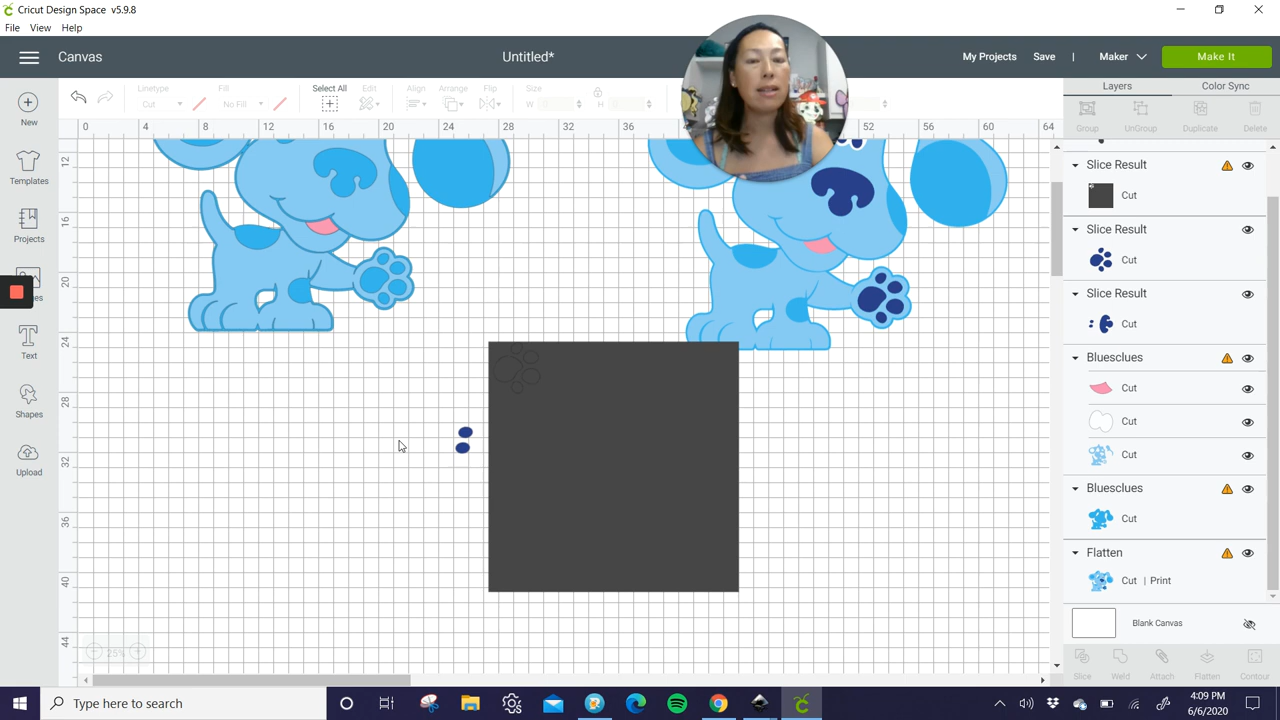 Cricut Design Space v5.9.8
File View Help
Canvas
Untitled*
My Projects Save | Maker Make It
Linetype
Cut
Fill
No Fill
Select All
Edit
Align
Arrange
Flip
Size
W
H
Layers Color Sync
Group UnGroup Duplicate Delete
0 4 8 12 16 20 24 28 32 36 52 56 60 64
12
16
20
24
28
32
36
40
44
New
Templates
Projects
Text
Shapes
Upload
Slice Result
Cut
Slice Result
Cut
Slice Result
Cut
Bluesclues
Cut
Cut
Cut
Bluesclues
Cut
Flatten
Cut | Print
Blank Canvas
25%
Slice Weld Attach Flatten Contour
Type here to search
4:09 PM
6/6/2020